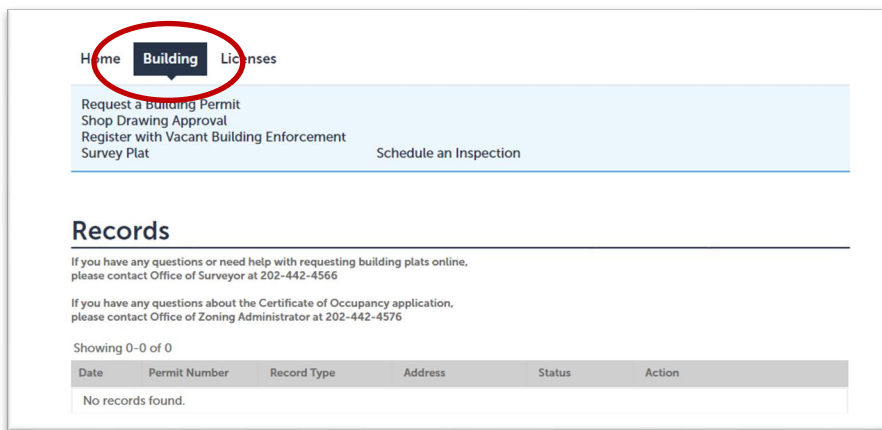 Home Building Licenses
Request a Building Permit
Shop Drawing Approval
Register with Vacant Building Enforcement
Survey Plat Schedule an Inspection
Records
If you have any questions or need help with requesting building plats online,
please contact Office of Surveyor at 202-442-4566
If you have any questions about the Certificate of Occupancy application,
please contact Office of Zoning Administrator at 202-442-4576
Showing 0-0 of 0
Date Permit Number Record Type Address Status Action
No records found.